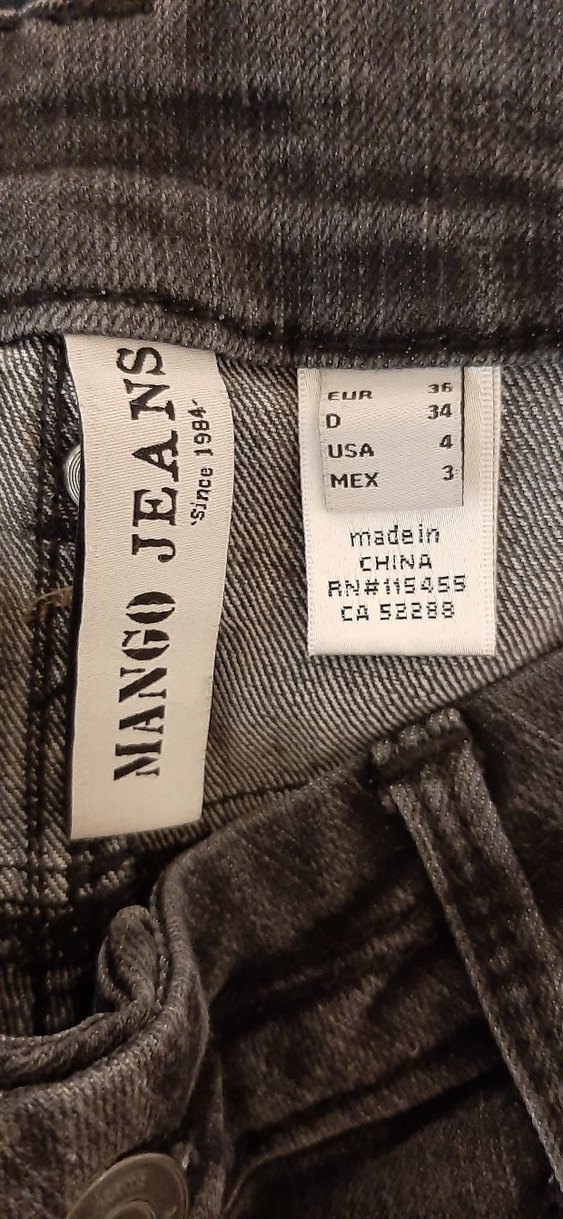 MANGO JEANS
'Since 1984'
EUR 36
D 34
USA 4
MEX 3
made in
CHINA
RN#115455
CA 52288